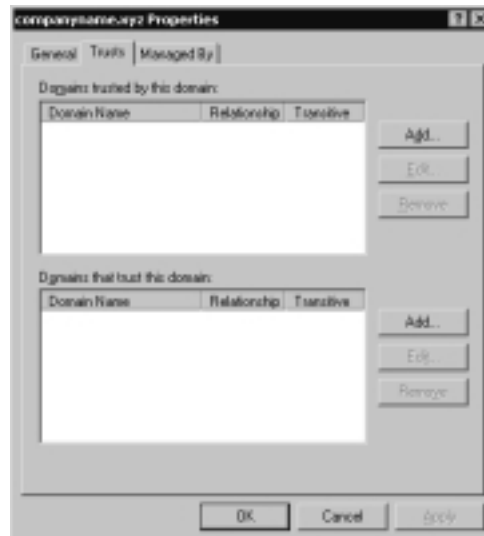 companyname.xyz Properties
General Trusts Managed By
Domains trusted by this domain:
Domain Name Relationship Transitive
Add...
Edit...
Remove
Domains that trust this domain:
Domain Name Relationship Transitive
Add...
Edit...
Remove
OK Cancel Apply